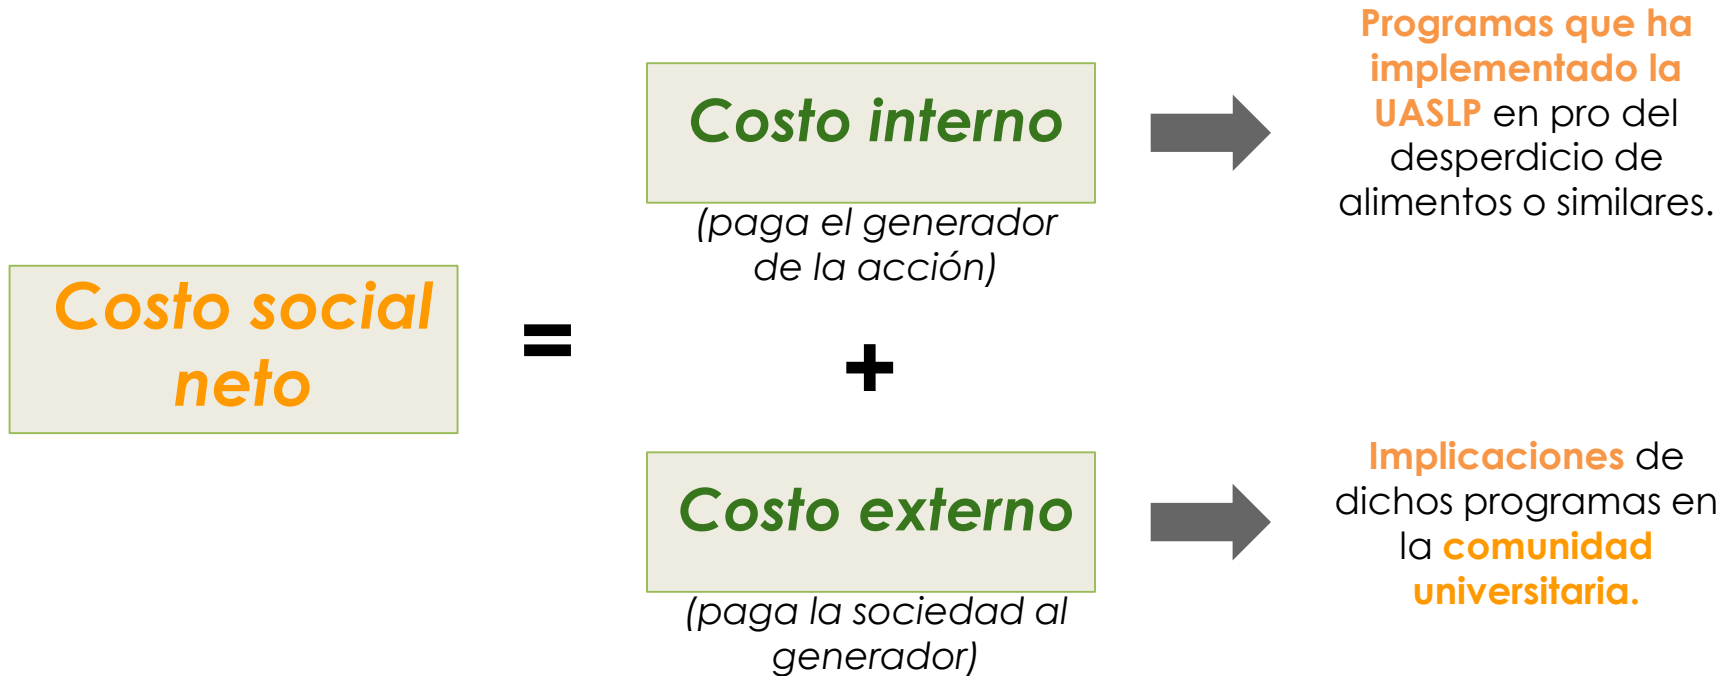 Costo social
neto
=
Costo interno
(paga el generador
de la acción)
+
Costo externo
(paga la sociedad al
generador)
Programas que ha
implementado la
UASLP en pro del
desperdicio de
alimentos o similares.
Implicaciones de
dichos programas en
la comunidad
universitaria.